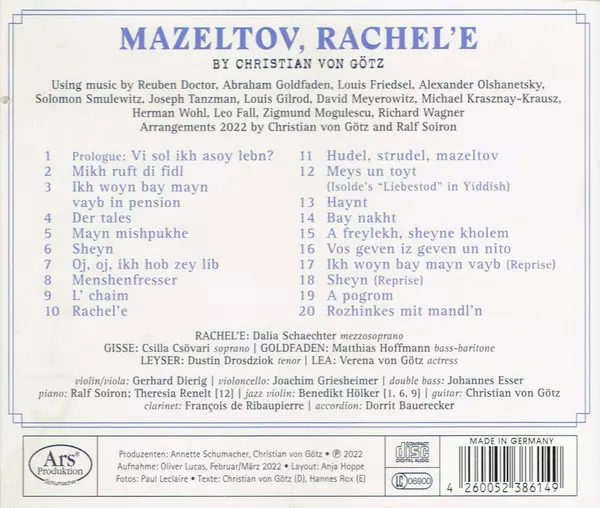 MAZELTOV, RACHEL'E
BY CHRISTIAN VON GÖTZ
Using music by Reuben Doctor, Abraham Goldfaden, Louis Friedsel, Alexander Olshanetsky,
Solomon Smulewitz, Joseph Tanzman, Louis Gilrod, David Meyerowitz, Michael Krasznay-Krausz,
Herman Wohl, Leo Fall, Zigmund Mogulescu, Richard Wagner
Arrangements 2022 by Christian von Götz and Ralf Soiron
1 Prologue: Vi sol ikh asoy lebn?
2 Mikh ruft di fidl
3 Ikh woyn bay mayn
vayb in pension
4 Der tales
5 Mayn mishpukhe
6 Sheyn
7 Oj, oj, ikh hob zey lib
8 Menshenfresser
9 L' chaim
10 Rachel'e
11 Hudel, strudel, mazeltov
12 Meys un toyt
(Isolde's "Liebestod" in Yiddish)
13 Haynt
14 Bay nakht
15 A freylekh, sheyne kholem
16 Vos geven iz geven un nito
17 Ikh woyn bay mayn vayb (Reprise)
18 Sheyn (Reprise)
19 A pogrom
20 Rozhinkes mit mandl'n
RACHEL'E: Dalia Schaechter mezzosoprano
GISSE: Csilla Csövari soprano | GOLDFADEN: Matthias Hoffmann bass-baritone
LEYSER: Dustin Drosdziok tenor | LEA: Verena von Götz actress
violin/viola: Gerhard Dierig | violoncello: Joachim Griesheimer | double bass: Johannes Esser
piano: Ralf Soiron; Theresia Renelt [12] | jazz violin: Benedikt Hölker [1, 6, 9] | guitar: Christian von Götz
clarinet: François de Ribaupierre | accordion: Dorrit Bauerecker
Ars
Produktion
Schumacher
Produzenten: Annette Schumacher, Christian von Götz • ℗ 2022
Aufnahme: Oliver Lucas, Februar/März 2022 • Layout: Anja Hoppe
Fotos: Paul Leclaire • Texte: Christian von Götz (D), Hannes Rox (E)
COMPACT
disc
DIGITAL AUDIO
LC 06900
MADE IN GERMANY
4 260052 386149